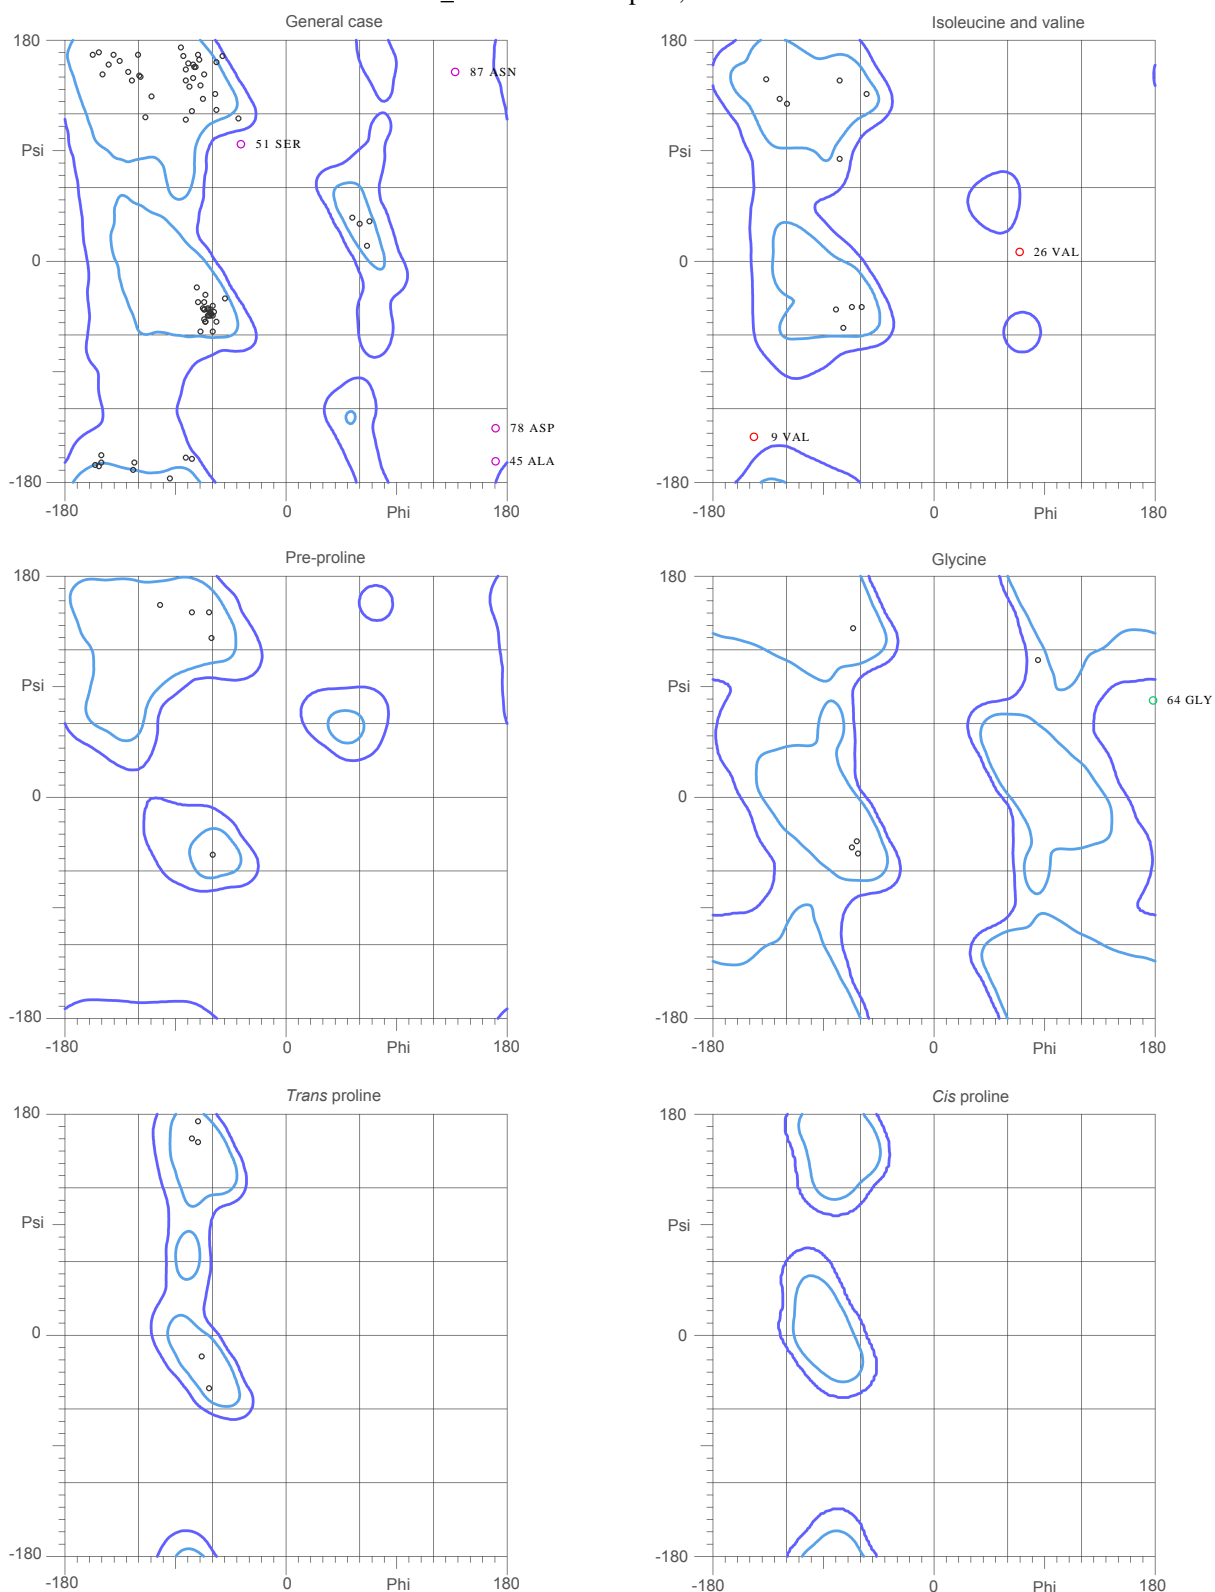 General case
180
Psi
0
-180
-180
0
Phi
180
87 ASN
51 SER
78 ASP
45 ALA
Isoleucine and valine
180
Psi
0
-180
-180
0
Phi
180
26 VAL
9 VAL
Pre-proline
180
Psi
0
-180
-180
0
Phi
180
Glycine
180
Psi
0
-180
-180
0
Phi
180
64 GLY
Trans proline
180
Psi
0
-180
-180
0
Phi
180
Cis proline
180
Psi
0
-180
-180
0
Phi
180